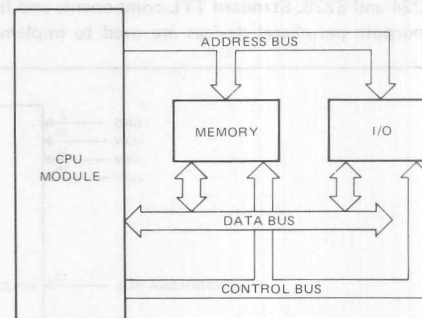 ADDRESS BUS
MEMORY
I/O
CPU
MODULE
DATA BUS
CONTROL BUS